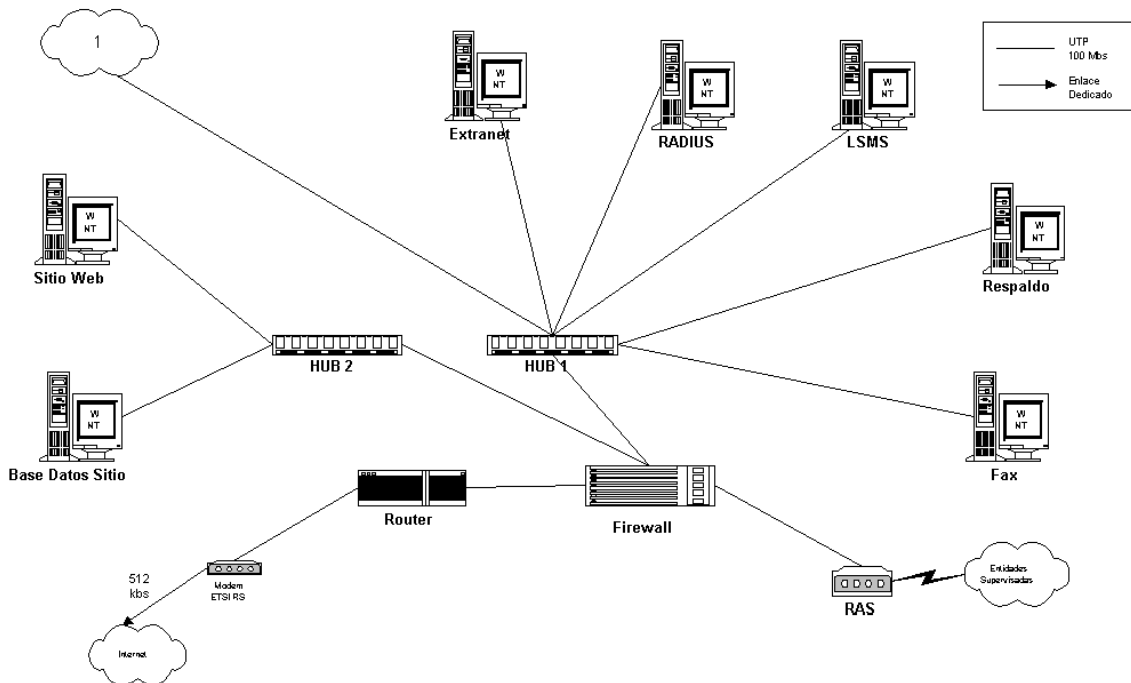 1
W
NT
Extranet
W
NT
RADIUS
W
NT
LSMS
UTP
100 Mbs
Enlace
Dedicado
W
NT
Sitio Web
W
NT
Respaldo
HUB 2
HUB 1
W
NT
Base Datos Sitio
W
NT
Fax
Router
Firewall
512
kbs
Modem
ETSI RS
RAS
Entidades
Supervisadas
Internet